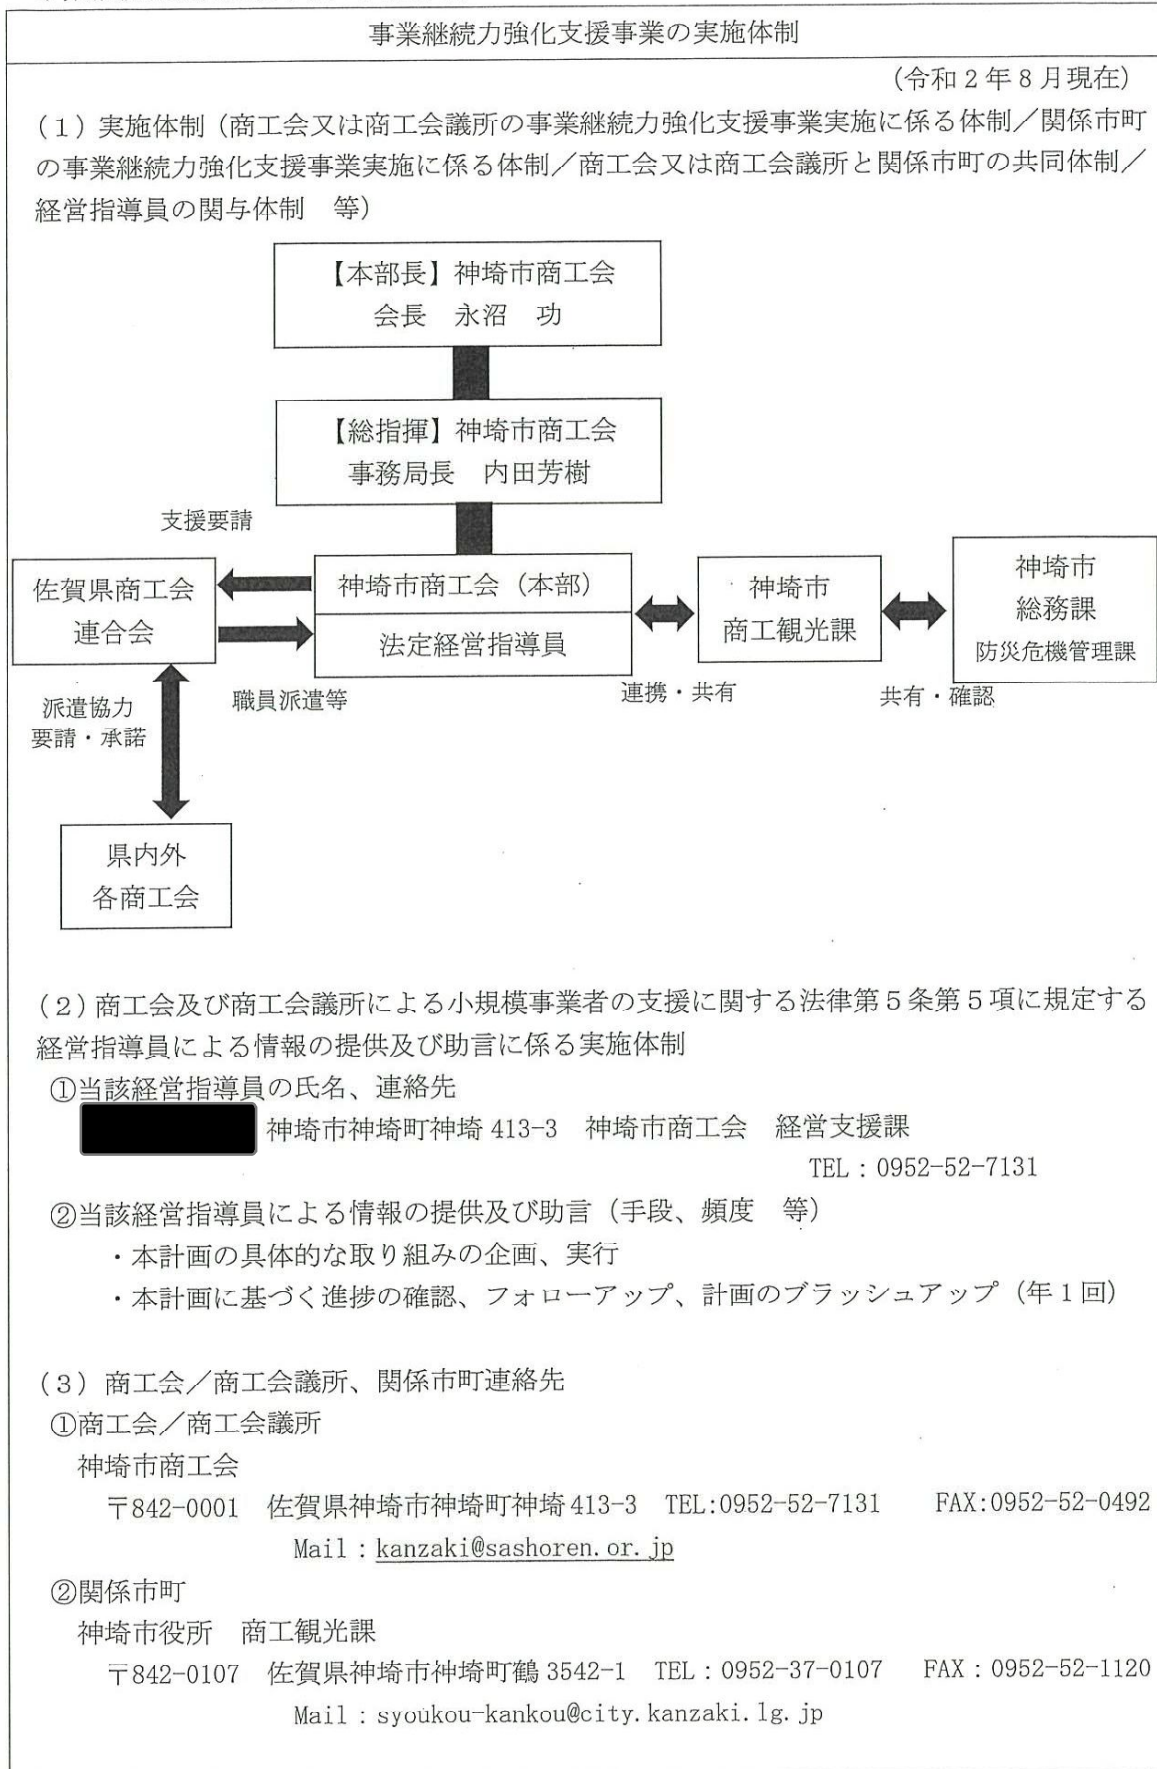 事業継続力強化支援事業の実施体制
(令和2年8月現在)
(1)実施体制(商工会又は商工会議所の事業継続力強化支援事業実施に係る体制/関係市町
の事業継続力強化支援事業実施に係る体制/商工会又は商工会議所と関係市町の共同体制/
経営指導員の関与体制 等)
【本部長】神埼市商工会
会長 永沼 功
【総指揮】神埼市商工会
事務局長 内田芳樹
支援要請
佐賀県商工会
連合会
神埼市商工会(本部)
法定経営指導員
神埼市
商工観光課
神埼市
総務課
防災危機管理課
職員派遣等
連携・共有
共有・確認
派遣協力
要請・承諾
県内外
各商工会
(2)商工会及び商工会議所による小規模事業者の支援に関する法律第5条第5項に規定する
経営指導員による情報の提供及び助言に係る実施体制
①当該経営指導員の氏名、連絡先
神埼市神埼町神埼 413-3 神埼市商工会 経営支援課
TEL:0952-52-7131
②当該経営指導員による情報の提供及び助言(手段、頻度 等)
・本計画の具体的な取り組みの企画、実行
・本計画に基づく進捗の確認、フォローアップ、計画のブラッシュアップ(年1回)
(3)商工会/商工会議所、関係市町連絡先
①商工会/商工会議所
神埼市商工会
〒842-0001 佐賀県神埼市神埼町神埼413-3 TEL:0952-52-7131 FAX:0952-52-0492
Mail:kanzaki@sashoren.or.jp
②関係市町
神埼市役所 商工観光課
〒842-0107 佐賀県神埼市神埼町鶴 3542-1 TEL:0952-37-0107 FAX:0952-52-1120
Mail:syoukou-kankou@city.kanzaki.lg.jp